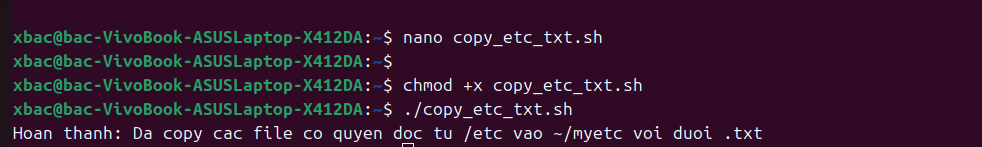 xbac@bac-VivoBook-ASUSLaptop-X412DA:~$ nano copy_etc_txt.sh
xbac@bac-VivoBook-ASUSLaptop-X412DA:~$
xbac@bac-VivoBook-ASUSLaptop-X412DA:~$ chmod +x copy_etc_txt.sh
xbac@bac-VivoBook-ASUSLaptop-X412DA:~$ ./copy_etc_txt.sh
Hoan thanh: Da copy cac file co quyen doc tu /etc vao ~/myetc voi duoi .txt